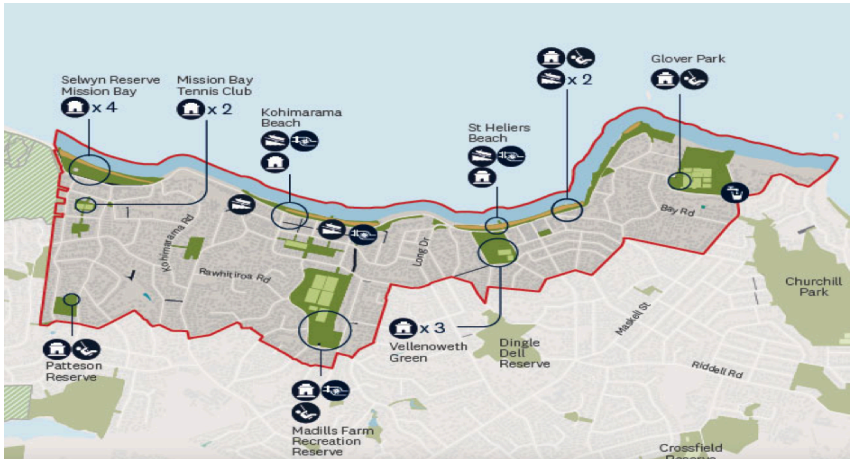 Selwyn Reserve
Mission Bay
x 4
Mission Bay
Tennis Club
x 2
Kohimarama
Beach
St Heliers
Beach
x 2
Glover Park
Kohimarama Rd
Rawhitiroa Rd
Long Dr
Bay Rd
Maskell St
Churchill
Park
x 3
Vellenoweth
Green
Dingle
Dell
Reserve
Riddell Rd
Patteson
Reserve
Madills Farm
Recreation
Reserve
Crossfield
Reserve